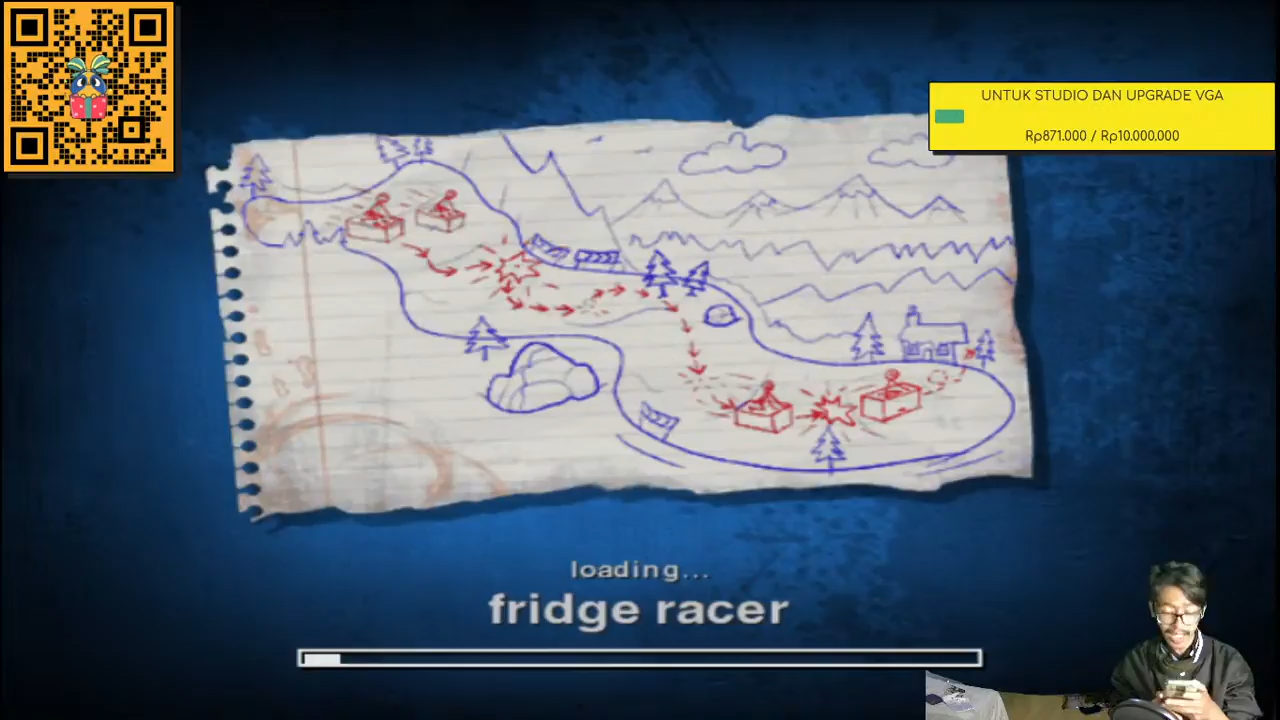 UNTUK STUDIO DAN UPGRADE VGA
Rp871.000 / Rp10.000.000
loading...
fridge racer